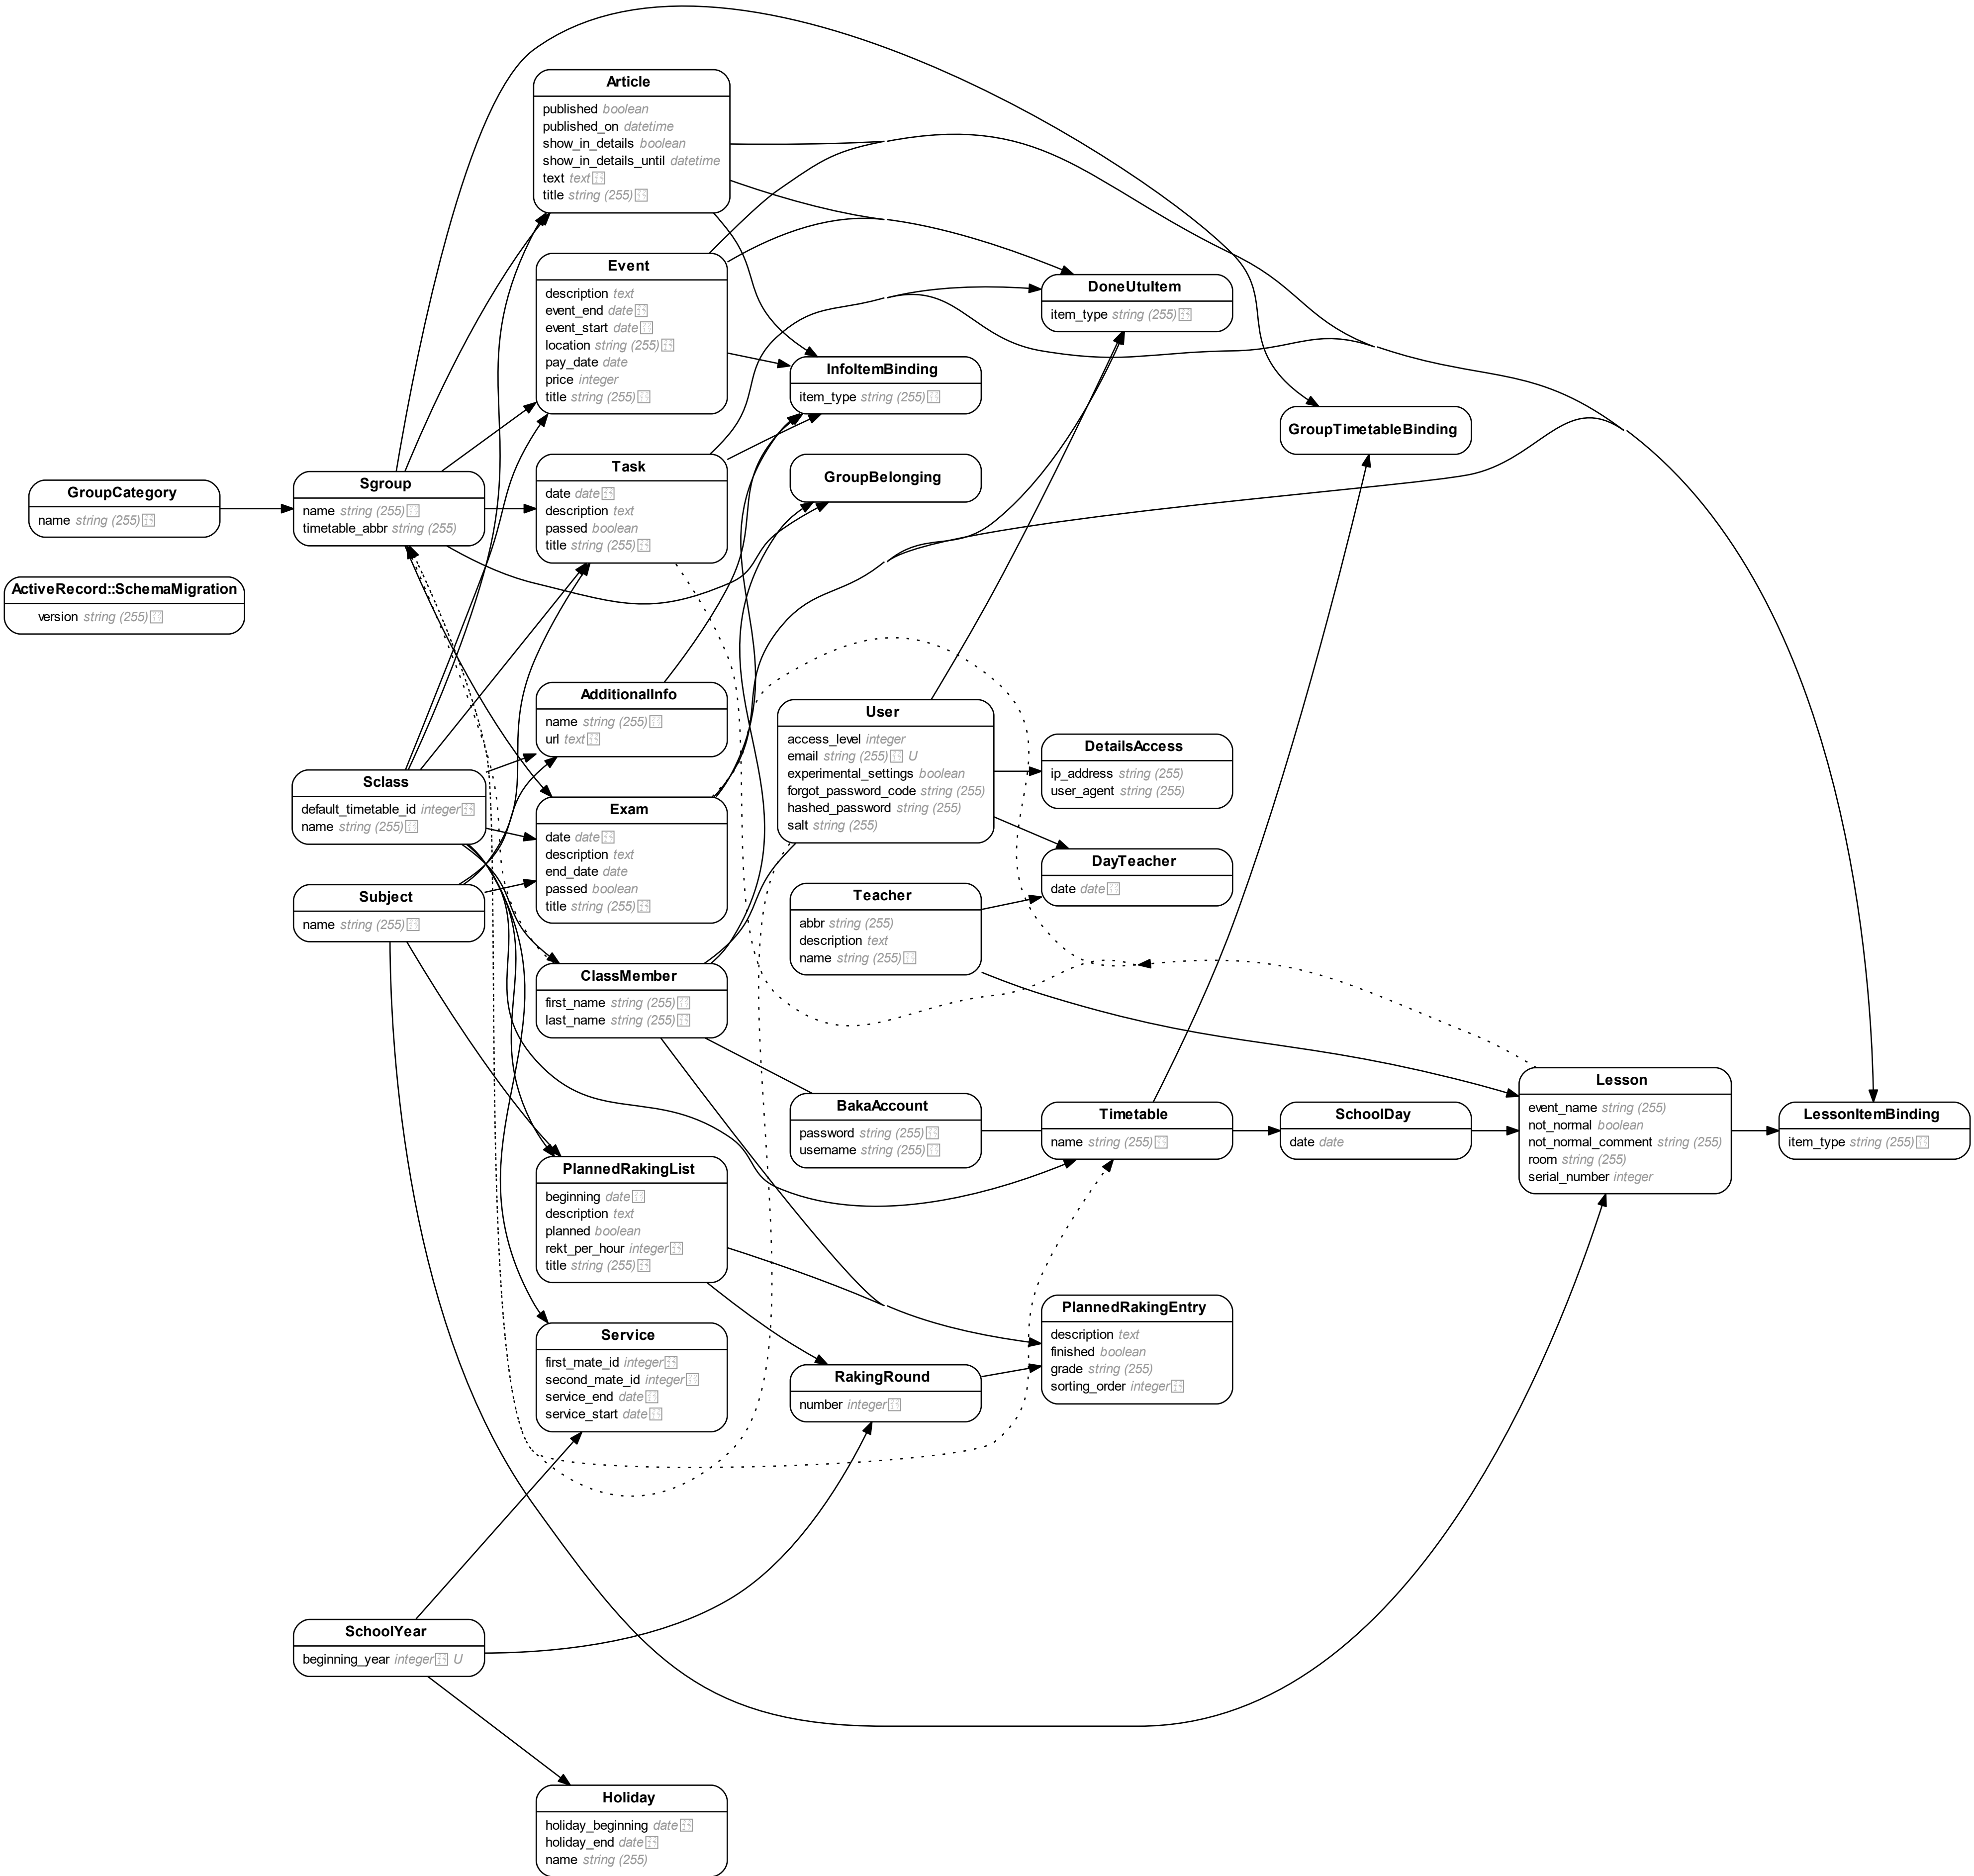 Article
published boolean
published_on datetime
show_in_details boolean
show_in_details_until datetime
text text
title string (255)
Event
description text
event_end date
event_start date
location string (255)
pay_date date
price integer
title string (255)
DoneUtuItem
item_type string (255)
InfoItemBinding
item_type string (255)
GroupTimetableBinding
Task
date date
description text
passed boolean
title string (255)
GroupBelonging
GroupCategory
name string (255)
Sgroup
name string (255)
timetable_abbr string (255)
ActiveRecord::SchemaMigration
version string (255)
AdditionalInfo
name string (255)
url text
User
access_level integer
email string (255) U
experimental_settings boolean
forgot_password_code string (255)
hashed_password string (255)
salt string (255)
DetailsAccess
ip_address string (255)
user_agent string (255)
Sclass
default_timetable_id integer
name string (255)
Exam
date date
description text
end_date date
passed boolean
title string (255)
DayTeacher
date date
Subject
name string (255)
Teacher
abbr string (255)
description text
name string (255)
ClassMember
first_name string (255)
last_name string (255)
BakaAccount
password string (255)
username string (255)
Timetable
name string (255)
SchoolDay
date date
Lesson
event_name string (255)
not_normal boolean
not_normal_comment string (255)
room string (255)
serial_number integer
LessonItemBinding
item_type string (255)
PlannedRakingList
beginning date
description text
planned boolean
rekt_per_hour integer
title string (255)
PlannedRakingEntry
description text
finished boolean
grade string (255)
sorting_order integer
Service
first_mate_id integer
second_mate_id integer
service_end date
service_start date
RakingRound
number integer
SchoolYear
beginning_year integer U
Holiday
holiday_beginning date
holiday_end date
name string (255)